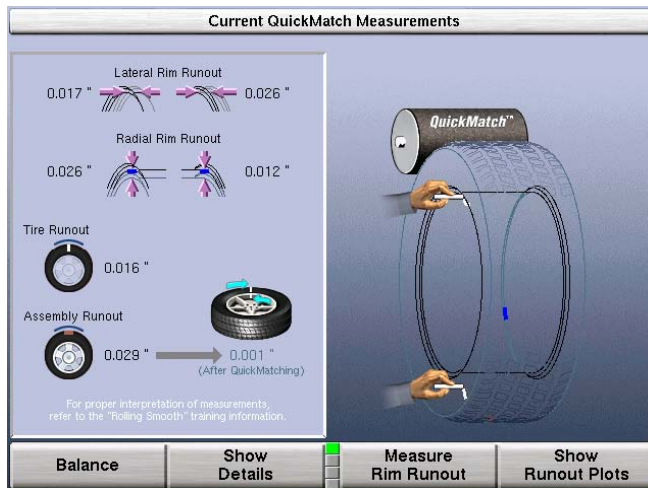 Current QuickMatch Measurements
Lateral Rim Runout
0.017 " 0.026 "
Radial Rim Runout
0.026 " 0.012 "
Tire Runout
0.016 "
Assembly Runout
0.029 " 0.001 "
(After QuickMatching)
For proper interpretation of measurements,
refer to the "Rolling Smooth" training information.
QuickMatch™
Balance
Show
Details
Measure
Rim Runout
Show
Runout Plots